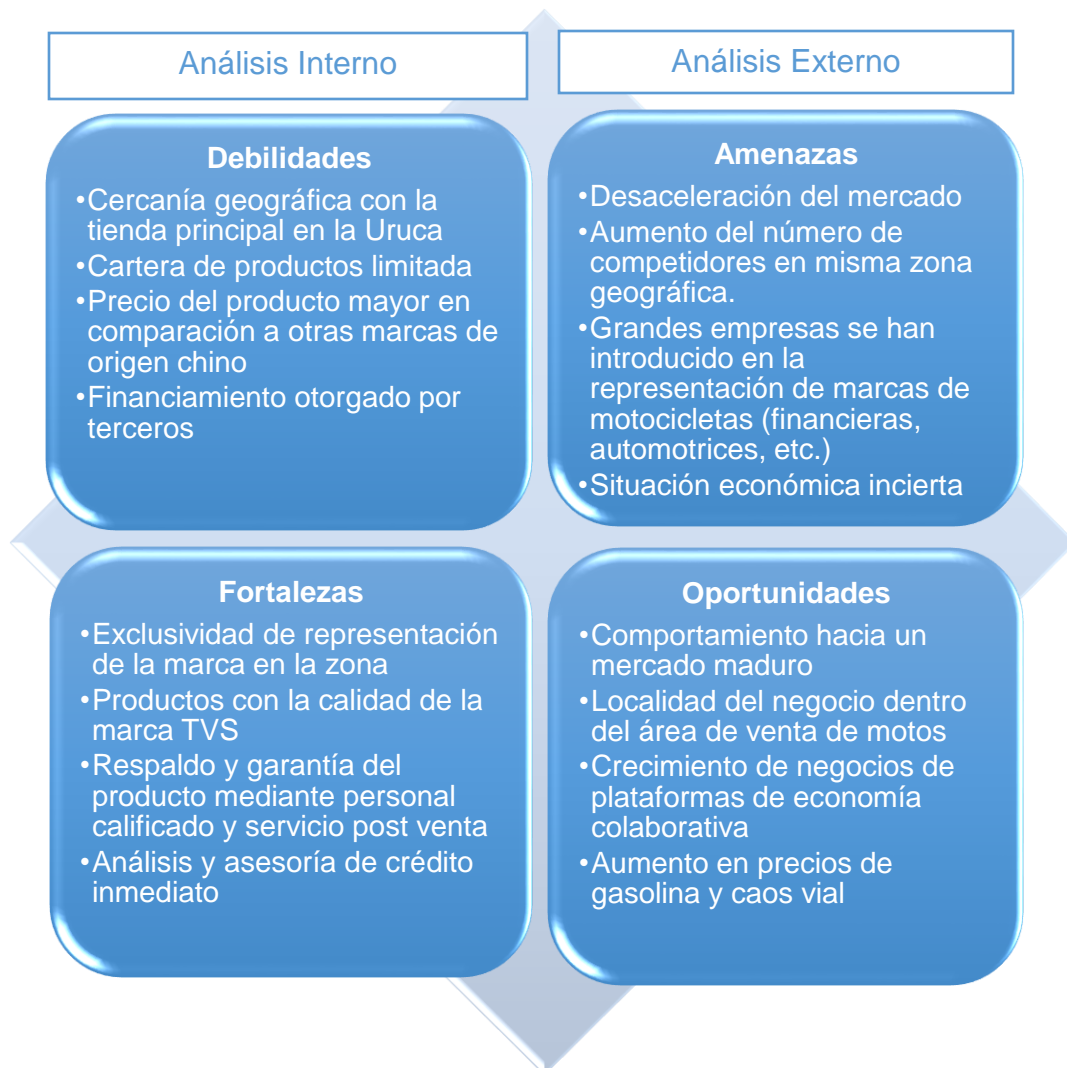 Análisis Interno
Análisis Externo
Debilidades
•Cercanía geográfica con la
tienda principal en la Uruca
•Cartera de productos limitada
•Precio del producto mayor en
comparación a otras marcas de
origen chino
•Financiamiento otorgado por
terceros
Amenazas
•Desaceleración del mercado
•Aumento del número de
competidores en misma zona
geográfica.
•Grandes empresas se han
introducido en la
representación de marcas de
motocicletas (financieras,
automotrices, etc.)
•Situación económica incierta
Fortalezas
•Exclusividad de representación
de la marca en la zona
•Productos con la calidad de la
marca TVS
•Respaldo y garantía del
producto mediante personal
calificado y servicio post venta
•Análisis y asesoría de crédito
inmediato
Oportunidades
•Comportamiento hacia un
mercado maduro
•Localidad del negocio dentro
del área de venta de motos
•Crecimiento de negocios de
plataformas de economía
colaborativa
•Aumento en precios de
gasolina y caos vial